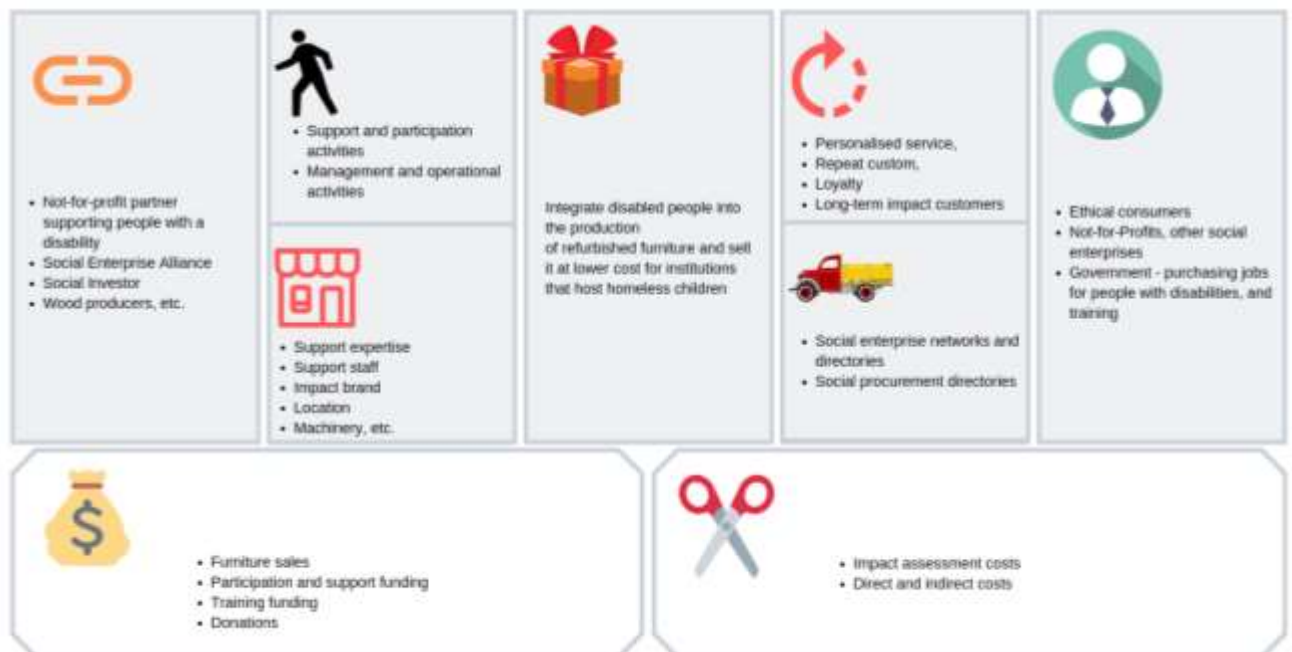 • Not-for-profit partner
supporting people with a
disability
• Social Enterprise Alliance
• Social Investor
• Wood producers, etc.
• Support and participation
activities
• Management and operational
activities
• Support expertise
• Support staff
• Impact brand
• Location
• Machinery, etc.
Integrate disabled people into
the production
of refurbished furniture and sell
it at lower cost for institutions
that host homeless children
• Personalised service,
• Repeat custom,
• Loyalty
• Long-term impact customers
• Social enterprise networks and
directories
• Social procurement directories
• Ethical consumers
• Not-for-Profits, other social
enterprises
• Government - purchasing jobs
for people with disabilities, and
training
$
• Furniture sales
• Participation and support funding
• Training funding
• Donations
• Impact assessment costs
• Direct and indirect costs